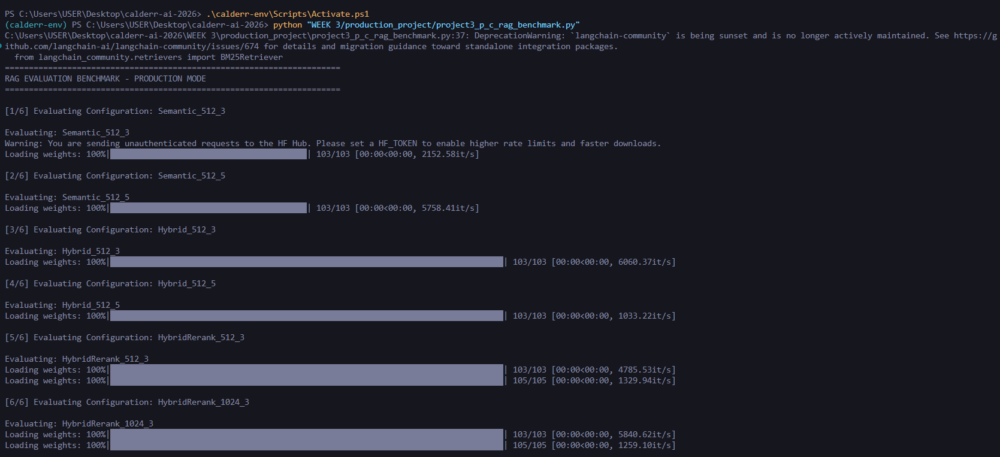 PS C:\Users\USER\Desktop\calderr-ai-2026> .\calderr-env\Scripts\Activate.ps1
(calderr-env) PS C:\Users\USER\Desktop\calderr-ai-2026> python "WEEK 3/production_project/project3_p_c_rag_benchmark.py"
C:\Users\USER\Desktop\calderr-ai-2026\WEEK 3\production_project\project3_p_c_rag_benchmark.py:37: DeprecationWarning: `langchain-community` is being sunset and is no longer actively maintained. See https://g
ithub.com/langchain-ai/langchain-community/issues/674 for details and migration guidance toward standalone integration packages.
  from langchain_community.retrievers import BM25Retriever
======================================================================
RAG EVALUATION BENCHMARK - PRODUCTION MODE
======================================================================
[1/6] Evaluating Configuration: Semantic_512_3
Evaluating: Semantic_512_3
Warning: You are sending unauthenticated requests to the HF Hub. Please set a HF_TOKEN to enable higher rate limits and faster downloads.
Loading weights: 100%| | 103/103 [00:00<00:00, 2152.58it/s]
[2/6] Evaluating Configuration: Semantic_512_5
Evaluating: Semantic_512_5
Loading weights: 100%| | 103/103 [00:00<00:00, 5758.41it/s]
[3/6] Evaluating Configuration: Hybrid_512_3
Evaluating: Hybrid_512_3
Loading weights: 100%| | 103/103 [00:00<00:00, 6060.37it/s]
[4/6] Evaluating Configuration: Hybrid_512_5
Evaluating: Hybrid_512_5
Loading weights: 100%| | 103/103 [00:00<00:00, 1033.22it/s]
[5/6] Evaluating Configuration: HybridRerank_512_3
Evaluating: HybridRerank_512_3
Loading weights: 100%| | 103/103 [00:00<00:00, 4785.53it/s]
Loading weights: 100%| | 105/105 [00:00<00:00, 1329.94it/s]
[6/6] Evaluating Configuration: HybridRerank_1024_3
Evaluating: HybridRerank_1024_3
Loading weights: 100%| | 103/103 [00:00<00:00, 5840.62it/s]
Loading weights: 100%| | 105/105 [00:00<00:00, 1259.10it/s]